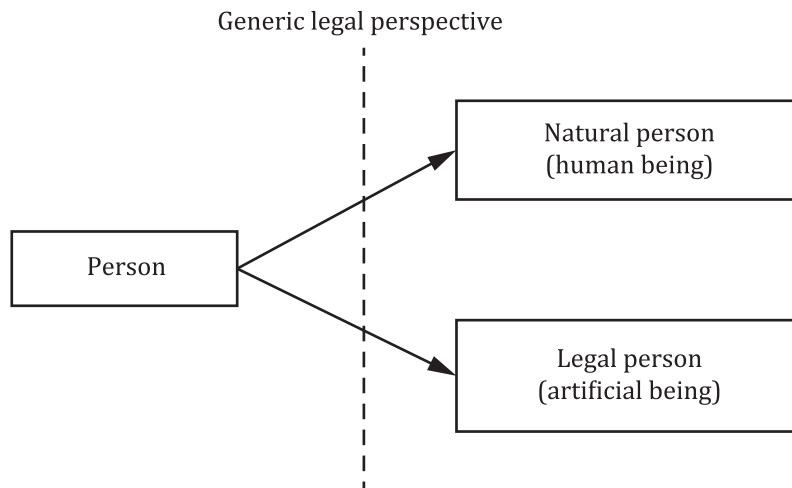 Generic legal perspective
Natural person
(human being)
Person
Legal person
(artificial being)